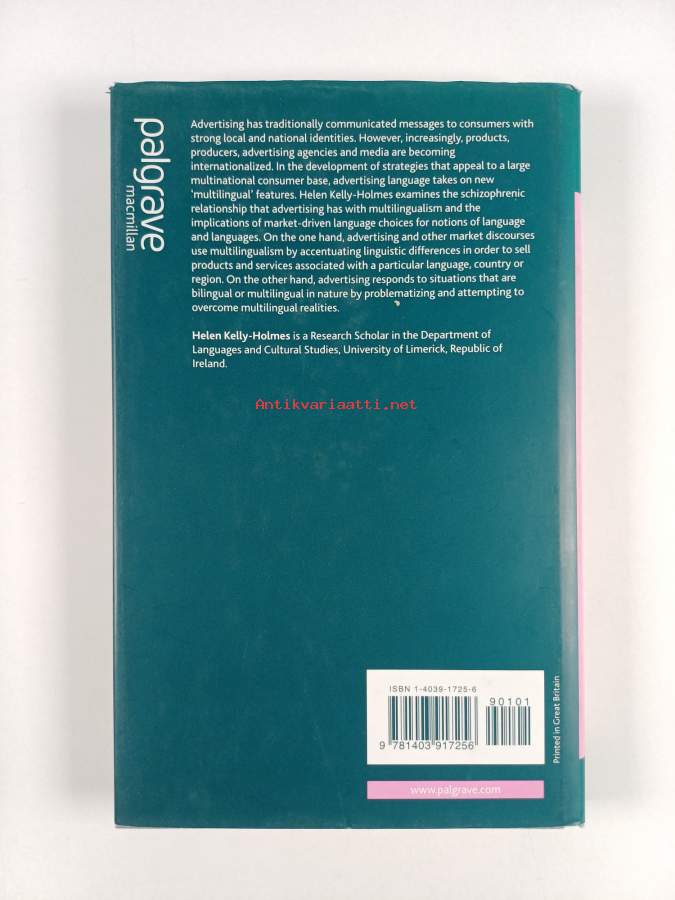 palgrave
macmillan
Advertising has traditionally communicated messages to consumers with
strong local and national identities. However, increasingly, products,
producers, advertising agencies and media are becoming
internationalized. In the development of strategies that appeal to a large
multinational consumer base, advertising language takes on new
'multilingual' features. Helen Kelly-Holmes examines the schizophrenic
relationship that advertising has with multilingualism and the
implications of market-driven language choices for notions of language
and languages. On the one hand, advertising and other market discourses
use multilingualism by accentuating linguistic differences in order to sell
products and services associated with a particular language, country or
region. On the other hand, advertising responds to situations that are
bilingual or multilingual in nature by problematizing and attempting to
overcome multilingual realities.
Helen Kelly-Holmes is a Research Scholar in the Department of
Languages and Cultural Studies, University of Limerick, Republic of
Ireland.
Antikvariaatti.net
ISBN 1-4039-1725-6
90101
9 781403 917256
Printed in Great Britain
www.palgrave.com